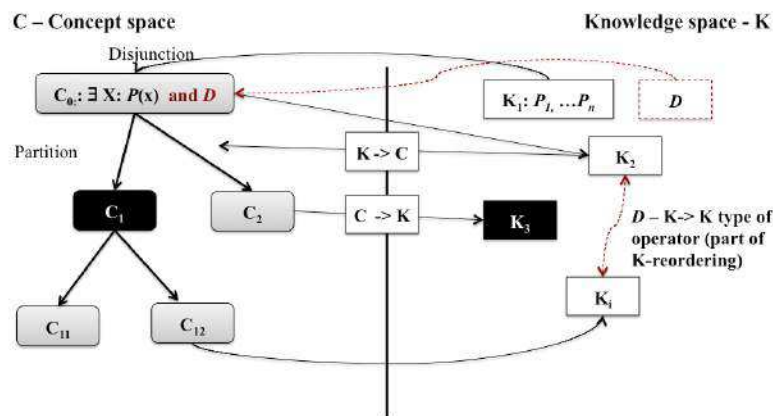 C – Concept space
Knowledge space - K
Disjunction
C₀: : ∃ X: P(x) and D
K₁: P₁, …Pₙ
D
Partition
K -> C
K₂
C₁
C₂
C -> K
K₃
D – K-> K type of
operator (part of
K-reordering)
Kᵢ
C₁₁
C₁₂